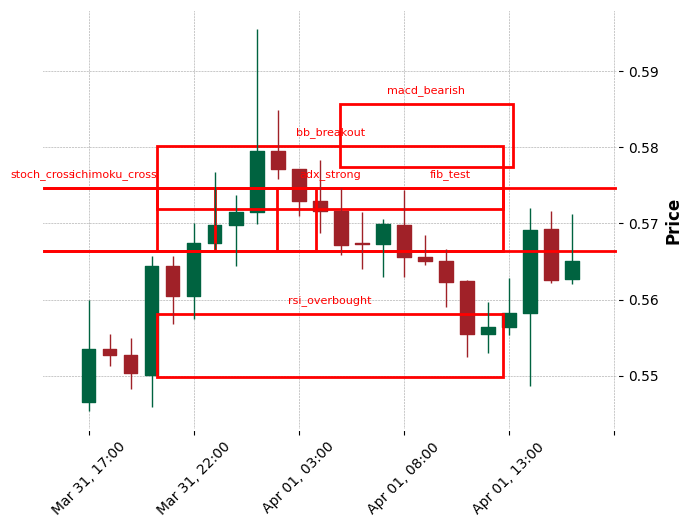 0.59
macd_bearish
0.58
bb_breakout
stoch_cross
ichimoku_cross
adx_strong
fib_test
0.57
rsi_overbought
0.56
0.55
Price
Mar 31, 17:00
Mar 31, 22:00
Apr 01, 03:00
Apr 01, 08:00
Apr 01, 13:00